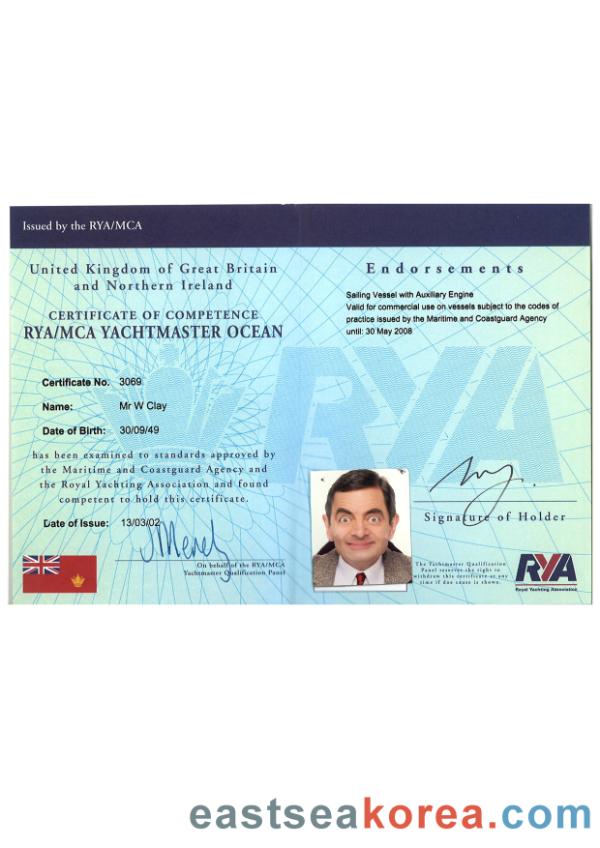 Issued by the RYA/MCA
United Kingdom of Great Britain
and Northern Ireland
CERTIFICATE OF COMPETENCE
RYA/MCA YACHTMASTER OCEAN
Certificate No. 3069
Name: Mr W Clay
Date of Birth: 30/09/49
has been examined to standards approved by
the Maritime and Coastguard Agency and
the Royal Yachting Association and found
competent to hold this certificate.
Date of Issue: 13/03/02
On behalf of the RYA/MCA
Yachtmaster Qualification Panel
Endorsements
Sailing Vessel with Auxiliary Engine
Valid for commercial use on vessels subject to the codes of
practice issued by the Maritime and Coastguard Agency
until: 30 May 2008
RYA
Signature of Holder
The Yachtmaster Qualification
Panel reserves the right to
withdraw this certificate at any
time if due cause is shown.
RYA
Royal Yachting Association
eastseakorea.com